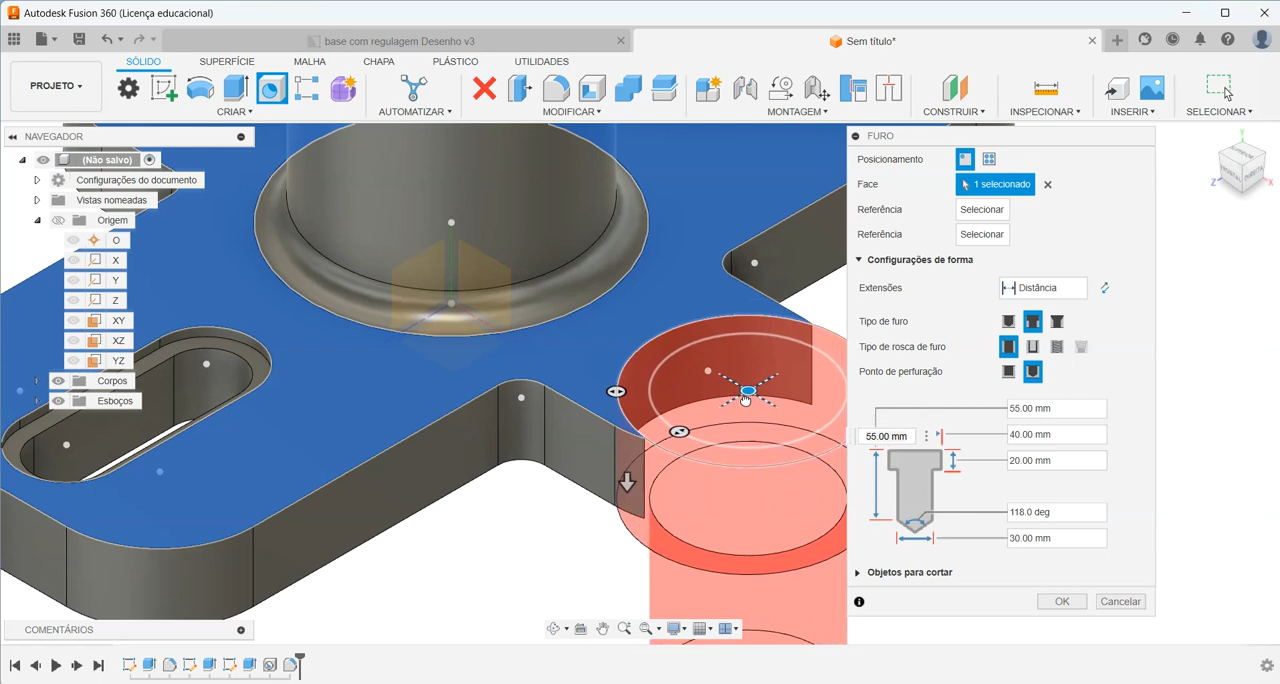 Autodesk Fusion 360 (Licença educacional)
base com regulagem Desenho v3
Sem título*
SÓLIDO
SUPERFÍCIE
MALHA
CHAPA
PLÁSTICO
UTILIDADES
PROJETO
CRIAR
AUTOMATIZAR
MODIFICAR
MONTAGEM
CONSTRUIR
INSPECIONAR
INSERIR
SELECIONAR
NAVEGADOR
(Não salvo)
Configurações do documento
Vistas nomeadas
Origem
O
X
Y
Z
XY
XZ
YZ
Corpos
Esboços
FURO
Posicionamento
Face
1 selecionado
Referência
Selecionar
Referência
Selecionar
Configurações de forma
Extensões
Distância
Tipo de furo
Tipo de rosca de furo
Ponto de perfuração
55.00 mm
55.00 mm
40.00 mm
20.00 mm
118.0 deg
30.00 mm
Objetos para cortar
OK
Cancelar
Y
Z
X
FRONTAL
DIREITA
COMENTÁRIOS